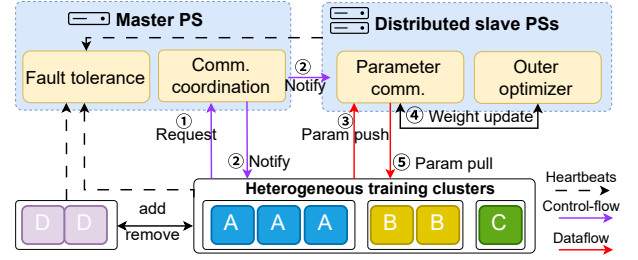 Master PS
Distributed slave PSs
Fault tolerance
Comm.
coordination
② Notify
Parameter
comm.
Outer
optimizer
① Request
② Notify
③ Param push
④ Weight update
⑤ Param pull
Heterogeneous training clusters
D D
add
remove
A A A
B B
C
Heartbeats
Control-flow
Dataflow